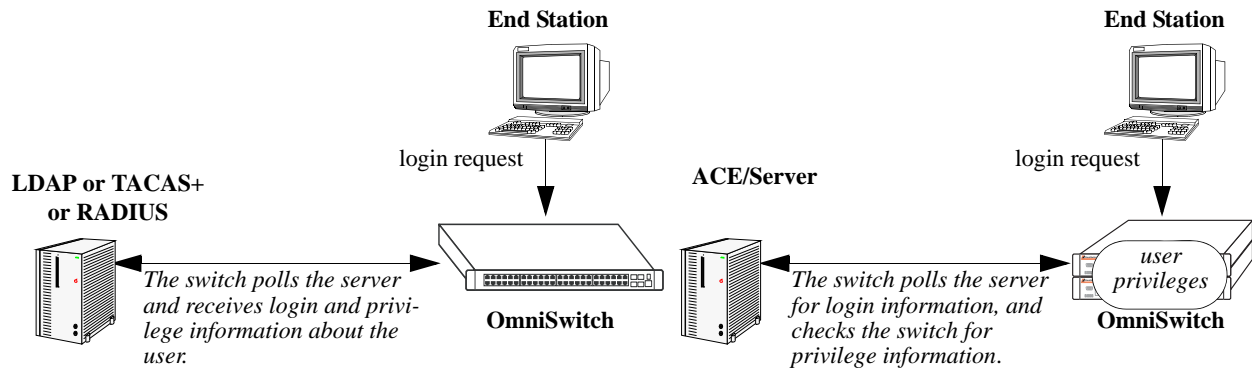 End Station
login request
LDAP or TACAS+
or RADIUS
The switch polls the server
and receives login and privi-
lege information about the
user.
OmniSwitch
End Station
login request
ACE/Server
The switch polls the server
for login information, and
checks the switch for
privilege information.
user
privileges
OmniSwitch